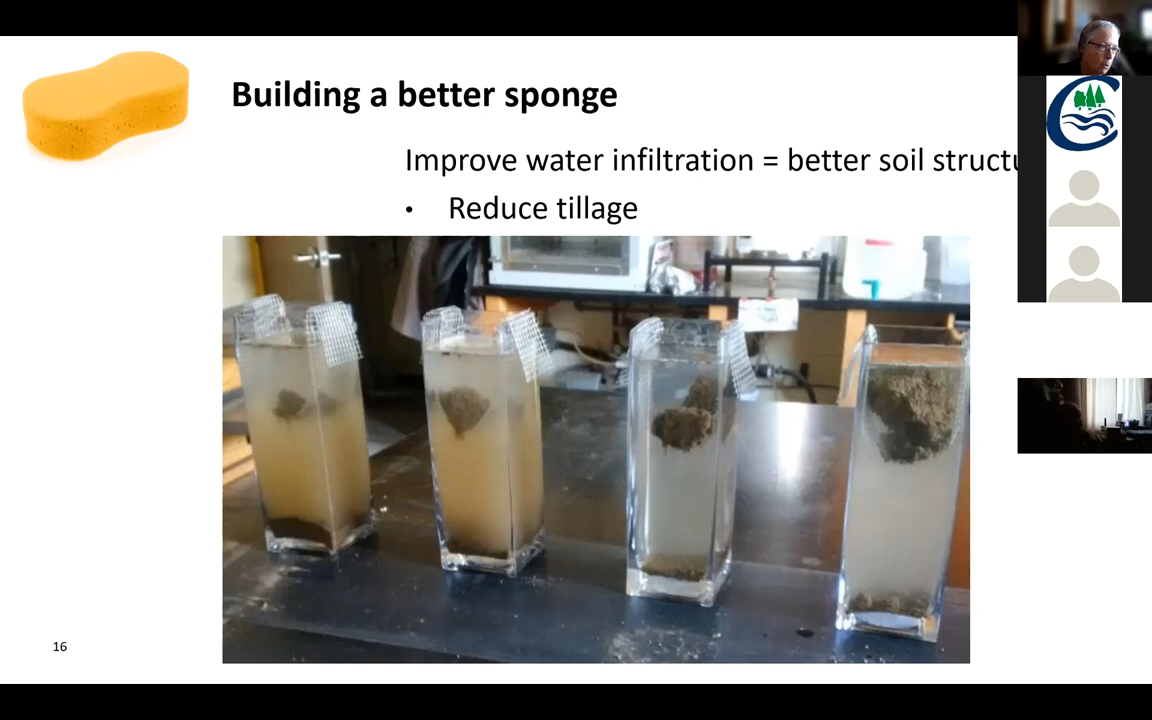 Building a better sponge
Improve water infiltration = better soil structu
• Reduce tillage
16